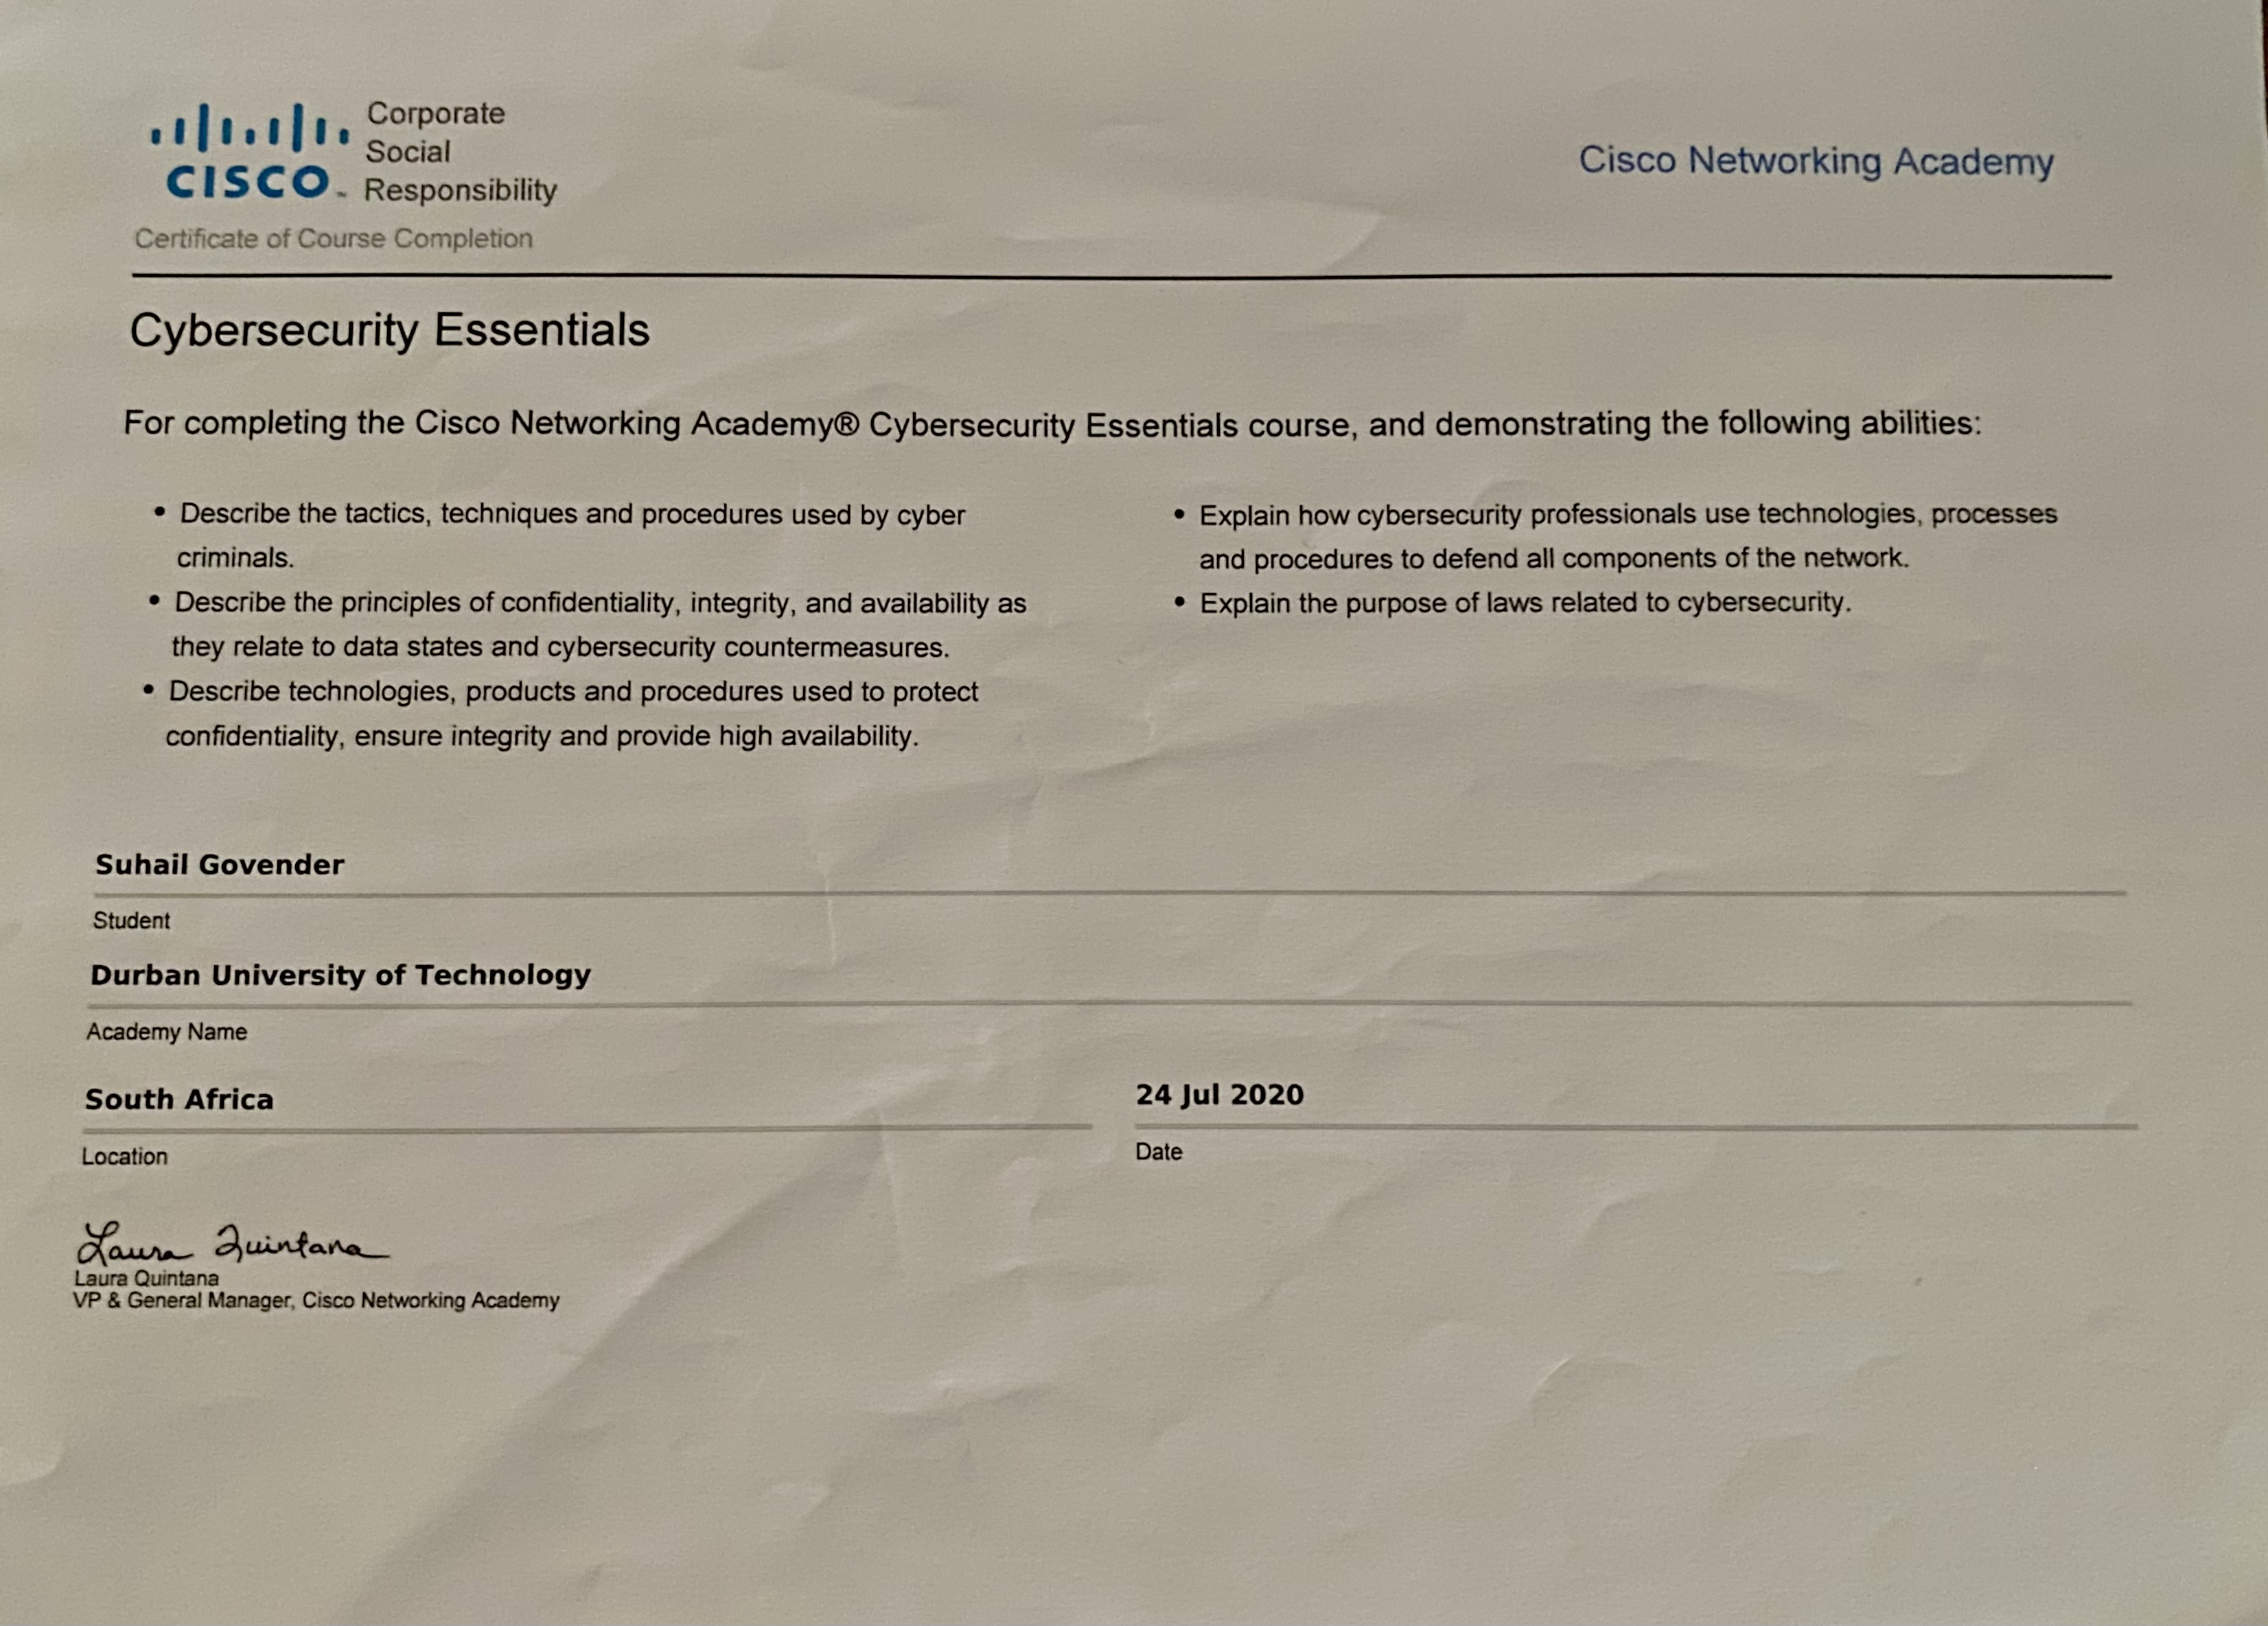 CISCO™
Corporate
Social
Responsibility
Certificate of Course Completion
Cisco Networking Academy
Cybersecurity Essentials
For completing the Cisco Networking Academy® Cybersecurity Essentials course, and demonstrating the following abilities:
• Describe the tactics, techniques and procedures used by cyber
criminals.
• Describe the principles of confidentiality, integrity, and availability as
they relate to data states and cybersecurity countermeasures.
• Describe technologies, products and procedures used to protect
confidentiality, ensure integrity and provide high availability.
• Explain how cybersecurity professionals use technologies, processes
and procedures to defend all components of the network.
• Explain the purpose of laws related to cybersecurity.
Suhail Govender
Student
Durban University of Technology
Academy Name
South Africa
Location
24 Jul 2020
Date
Laura Quintana
Laura Quintana
VP & General Manager, Cisco Networking Academy